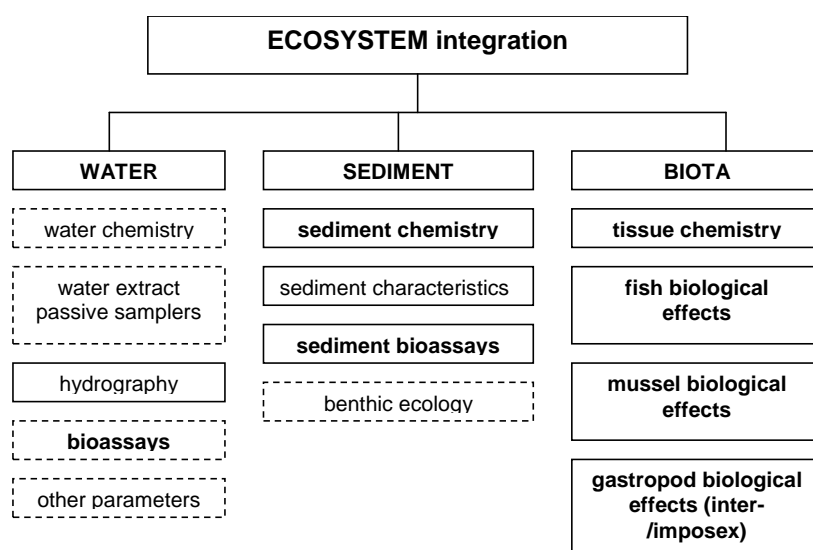 ECOSYSTEM integration
WATER
water chemistry
water extract
passive samplers
hydrography
bioassays
other parameters
SEDIMENT
sediment chemistry
sediment characteristics
sediment bioassays
benthic ecology
BIOTA
tissue chemistry
fish biological
effects
mussel biological
effects
gastropod biological
effects (inter-
/imposex)